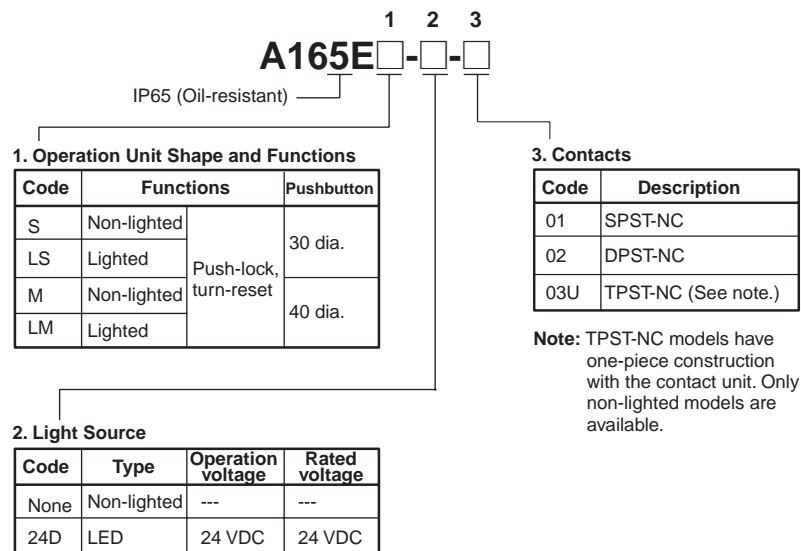 1 2 3
A165E□-□-□
IP65 (Oil-resistant)
1. Operation Unit Shape and Functions
Code Functions Pushbutton
S Non-lighted
LS Lighted
Push-lock,
turn-reset
30 dia.
M Non-lighted
LM Lighted
40 dia.
3. Contacts
Code Description
01 SPST-NC
02 DPST-NC
03U TPST-NC (See note.)
Note: TPST-NC models have
one-piece construction
with the contact unit. Only
non-lighted models are
available.
2. Light Source
Code Type Operation voltage Rated voltage
None Non-lighted --- ---
24D LED 24 VDC 24 VDC